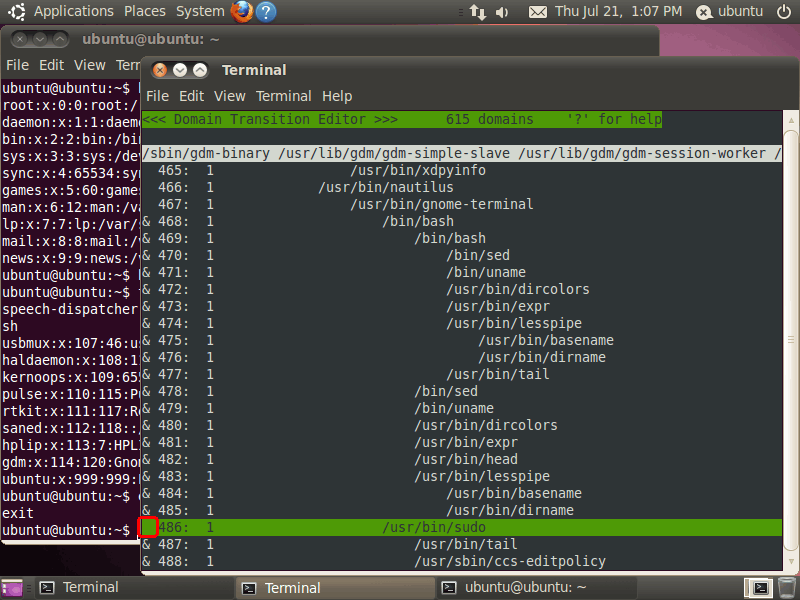 Applications Places System Thu Jul 21, 1:07 PM ubuntu
ubuntu@ubuntu: ~
File Edit View
ubuntu@ubuntu:~$
root:x:0:0:root:/
daemon:x:1:1:
bin:x:2:2:bin:/bin
sys:x:3:3:sys:/
sync:x:4:65534:
games:x:5:60:
man:x:6:12:man:/
lp:x:7:7:lp:/
mail:x:8:8:mail:/
news:x:9:9:news:/
ubuntu@ubuntu:~$
ubuntu@ubuntu:~$
speech-dispatcher
sh
usbmux:x:107:46:
haldaemon:x:108:
kernoops:x:109:
pulse:x:110:115:
rtkit:x:111:117:
saned:x:112:118::
hplip:x:113:7:
gdm:x:114:120:
ubuntu:x:999:999:
ubuntu@ubuntu:~$
exit
ubuntu@ubuntu:~$
Terminal
File Edit View Terminal Help
<<< Domain Transition Editor >>>      615 domains    '?' for help
/sbin/gdm-binary /usr/lib/gdm/gdm-simple-slave /usr/lib/gdm/gdm-session-worker /
465:  1                 /usr/bin/xdpyinfo
466:  1             /usr/bin/nautilus
467:  1                 /usr/bin/gnome-terminal
& 468:  1                     /bin/bash
& 469:  1                         /bin/bash
& 470:  1                             /bin/sed
& 471:  1                             /bin/uname
& 472:  1                             /usr/bin/dircolors
& 473:  1                             /usr/bin/expr
& 474:  1                             /usr/bin/lesspipe
& 475:  1                                 /usr/bin/basename
& 476:  1                                 /usr/bin/dirname
& 477:  1                             /usr/bin/tail
& 478:  1                         /bin/sed
& 479:  1                         /bin/uname
& 480:  1                         /usr/bin/dircolors
& 481:  1                         /usr/bin/expr
& 482:  1                         /usr/bin/head
& 483:  1                         /usr/bin/lesspipe
& 484:  1                             /usr/bin/basename
& 485:  1                             /usr/bin/dirname
486:  1                     /usr/bin/sudo
& 487:  1                         /usr/bin/tail
& 488:  1                         /usr/sbin/ccs-editpolicy
Terminal Terminal ubuntu@ubuntu: ~